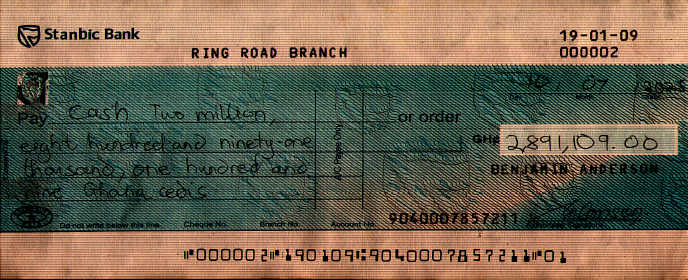 Stanbic Bank
19-01-09
RING ROAD BRANCH
000002
10 07 2025
Pay Cash Two million,
or order
eight hundred and ninety-one
GH¢ 2,891,109.00
thousand, one hundred and
BENJAMIN ANDERSON
nine Ghana cedis
A/C Payee Only
9040007857211
Do not write below this line. Cheque No. Branch No. Account No.
⑈000002⑈190109⑆9040007857211⑈01